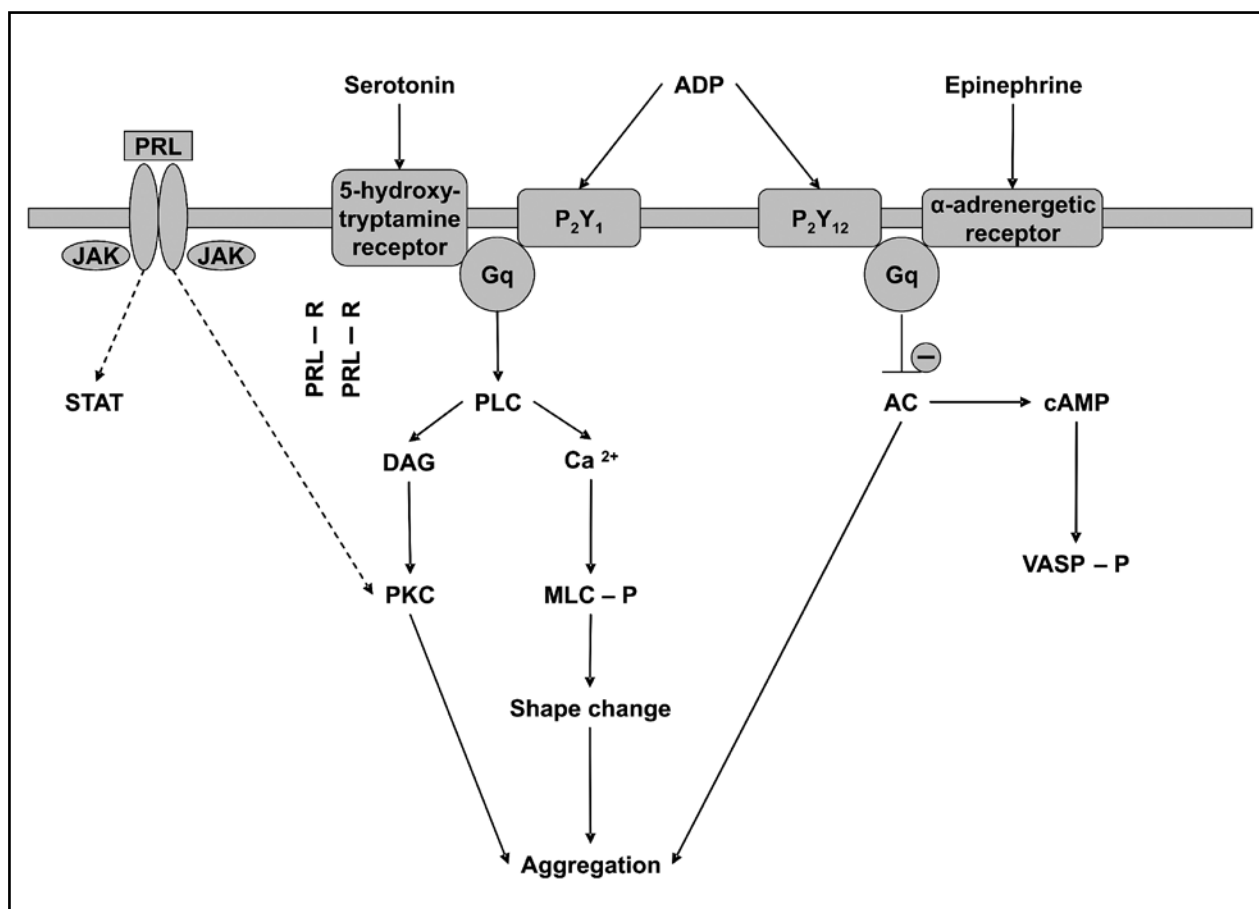 Serotonin
ADP
Epinephrine
PRL
5-hydroxy-
tryptamine
receptor
P2Y1
P2Y12
α-adrenergetic
receptor
JAK
JAK
Gq
Gq
PRL – R
PRL – R
–
STAT
PLC
AC
cAMP
DAG
Ca 2+
PKC
MLC – P
VASP – P
Shape change
Aggregation